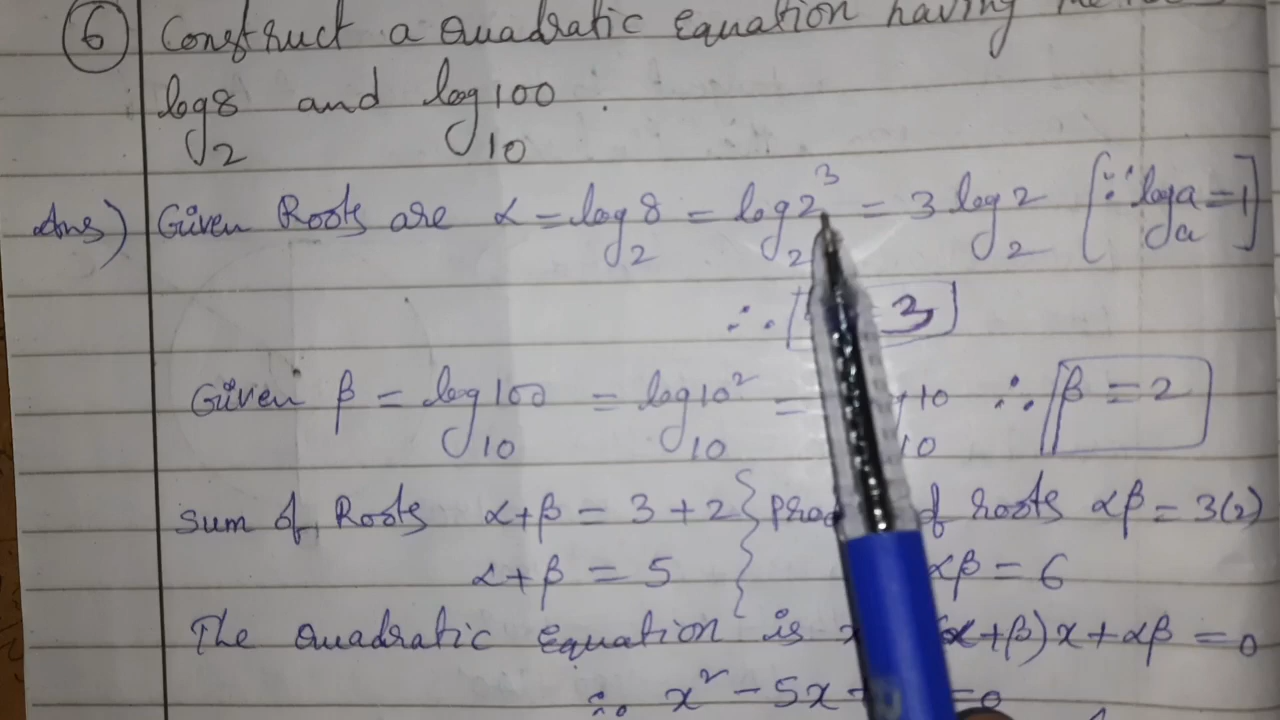 6 Construct a Quadratic Equation having
log₂8 and log₁₀100 .
Ans) Given Roots are α = log₂8 = log₂2³ = 3 log₂2 [∵ logₐa = 1]
∴ 3
Given β = log₁₀100 = log₁₀10² = 10 ∴ β = 2
Sum of Roots α+β = 3+2 } of roots αβ = 3(2)
α+β = 5 αβ = 6
The Quadratic Equation is x (α+β)x + αβ = 0
∴ x² - 5x = 0